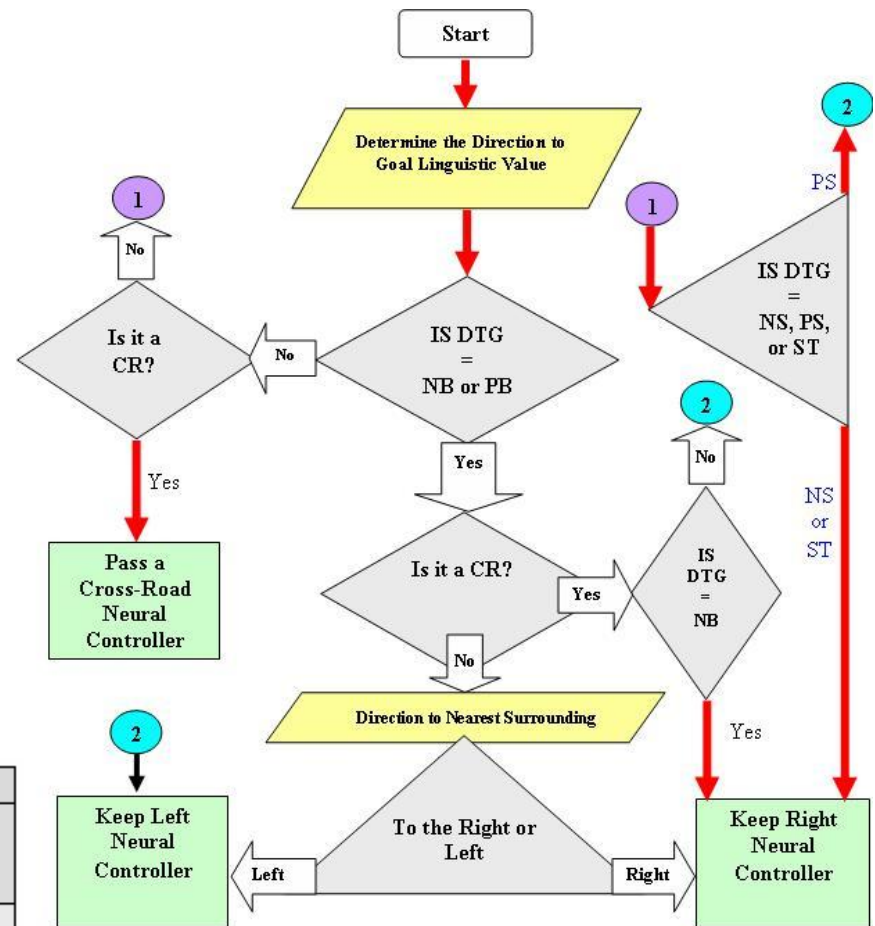 Start
Determine the Direction to
Goal Linguistic Value
2
PS
1
1
No
IS DTG
=
NS, PS,
or ST
Is it a
CR?
No
IS DTG
=
NB or PB
2
No
Yes
Yes
NS
or
ST
Pass a
Cross-Road
Neural
Controller
Is it a CR?
Yes
IS
DTG
=
NB
No
Direction to Nearest Surrounding
Yes
2
Keep Left
Neural
Controller
Left
To the Right or
Left
Right
Keep Right
Neural
Controller